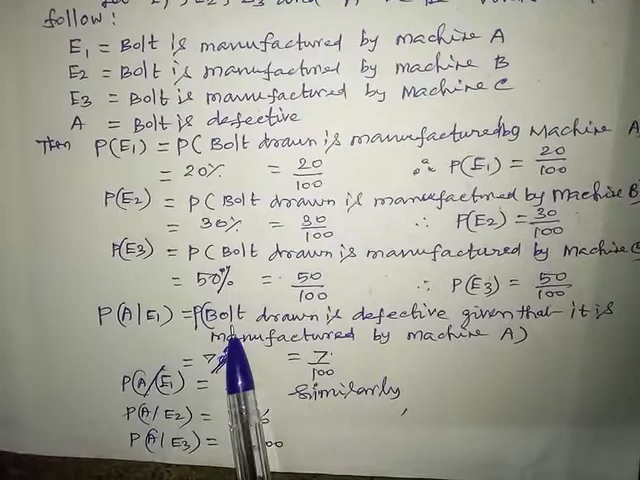 follow:
E1 = Bolt is manufactured by machine A
E2 = Bolt is manufactured by machine B
E3 = Bolt is manufactured by Machine C
A = Bolt is defective
Then P(E1) = P( Bolt drawn is manufactured by Machine A
= 20% = 20/100 ∴ P(E1) = 20/100
P(E2) = P( Bolt drawn is manufactured by Machine B)
= 30% = 30/100 ∴ P(E2) = 30/100
P(E3) = P( Bolt drawn is manufactured by Machine C
= 50% = 50/100 ∴ P(E3) = 50/100
P(A|E1) = P(Bolt drawn is defective given that it is
manufactured by machine A)
= 7 = 7/100
P(A/E1) = Similarly,
P(A/E2) = %
P(A/E3) = 00